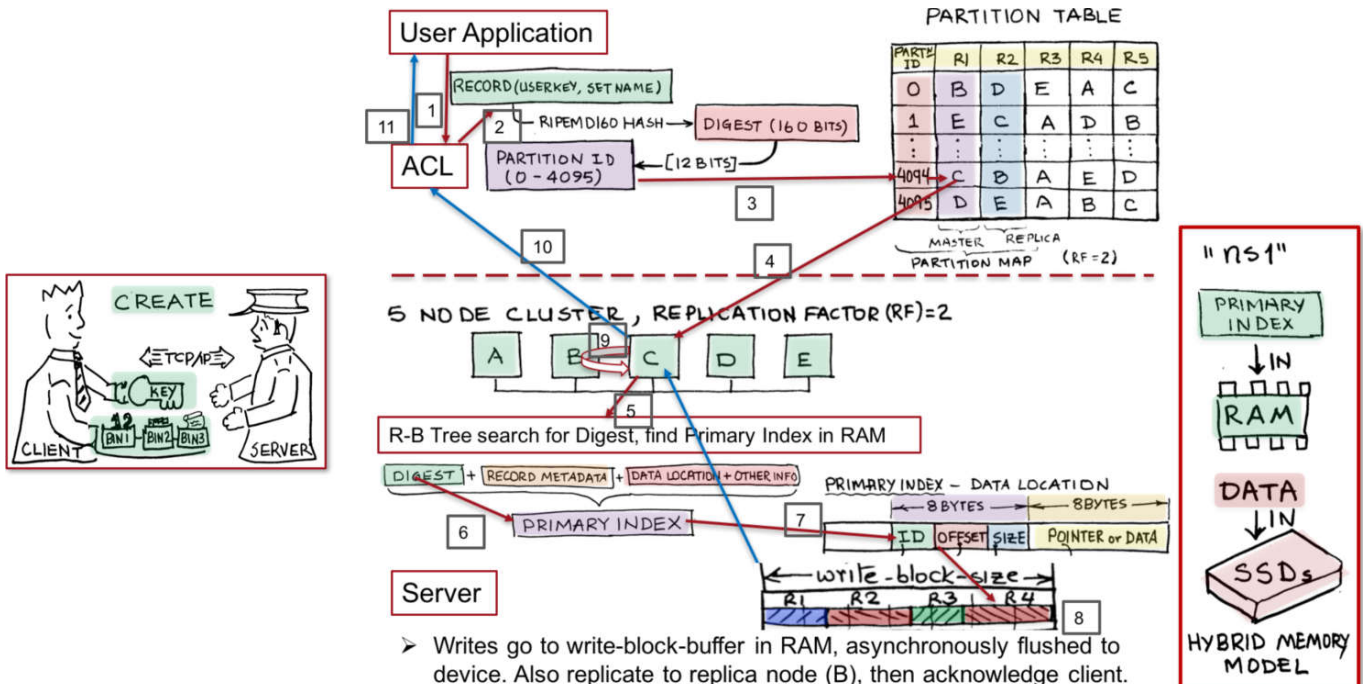 PARTITION TABLE
User Application
PARTN ID R1 R2 R3 R4 R5
0 B D E A C
1 E C A D B
⋮ ⋮ ⋮ ⋮ ⋮ ⋮
4094 C B A E D
4095 D E A B C
MASTER REPLICA
PARTITION MAP (RF=2)
11
1
2
RECORD (USERKEY, SET NAME)
RIPEMD160 HASH
DIGEST (160 BITS)
[12 BITS]
PARTITION ID
(0-4095)
ACL
3
10
4
CREATE
TCP/IP
KEY
12
BIN1 BIN2 BIN3
CLIENT
SERVER
5 NODE CLUSTER, REPLICATION FACTOR (RF)=2
9
A B C D E
5
R-B Tree search for Digest, find Primary Index in RAM
DIGEST + RECORD METADATA + DATA LOCATION + OTHER INFO
6
PRIMARY INDEX
7
PRIMARY INDEX - DATA LOCATION
8 BYTES 8 BYTES
ID OFFSET SIZE POINTER or DATA
write-block-size
R1 R2 R3 R4
8
Server
➢ Writes go to write-block-buffer in RAM, asynchronously flushed to
device. Also replicate to replica node (B), then acknowledge client.
"ns1"
PRIMARY
INDEX
IN
RAM
DATA
IN
SSDs
HYBRID MEMORY
MODEL